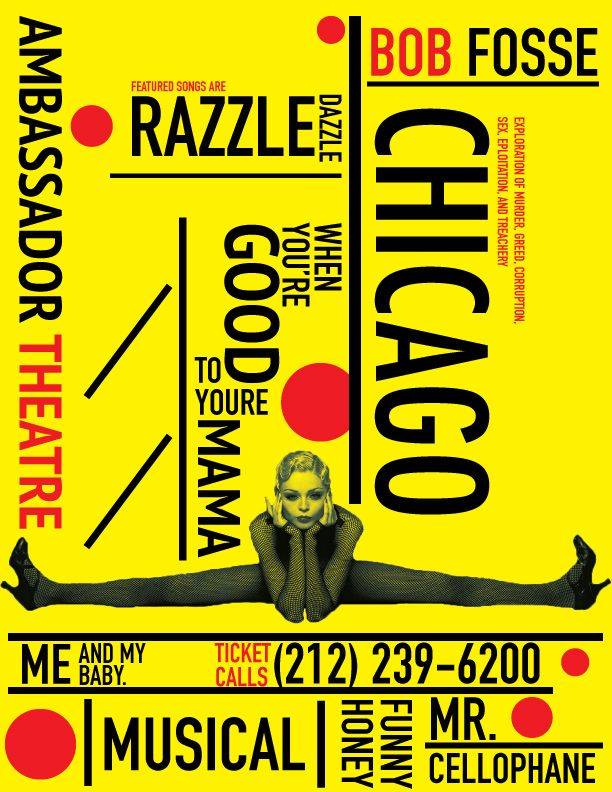 AMBASSADOR THEATRE
FEATURED SONGS ARE
RAZZLE
DAZZLE
BOB FOSSE
CHICAGO
EXPLORATION OF MURDER, GREED, CORRUPTION,
SEX, EPLOITATION, AND TREACHERY
WHEN
YOU'RE
GOOD
TO
YOURE
MAMA
ME
AND MY
BABY.
TICKET
CALLS
(212) 239-6200
MUSICAL
FUNNY
HONEY
MR.
CELLOPHANE